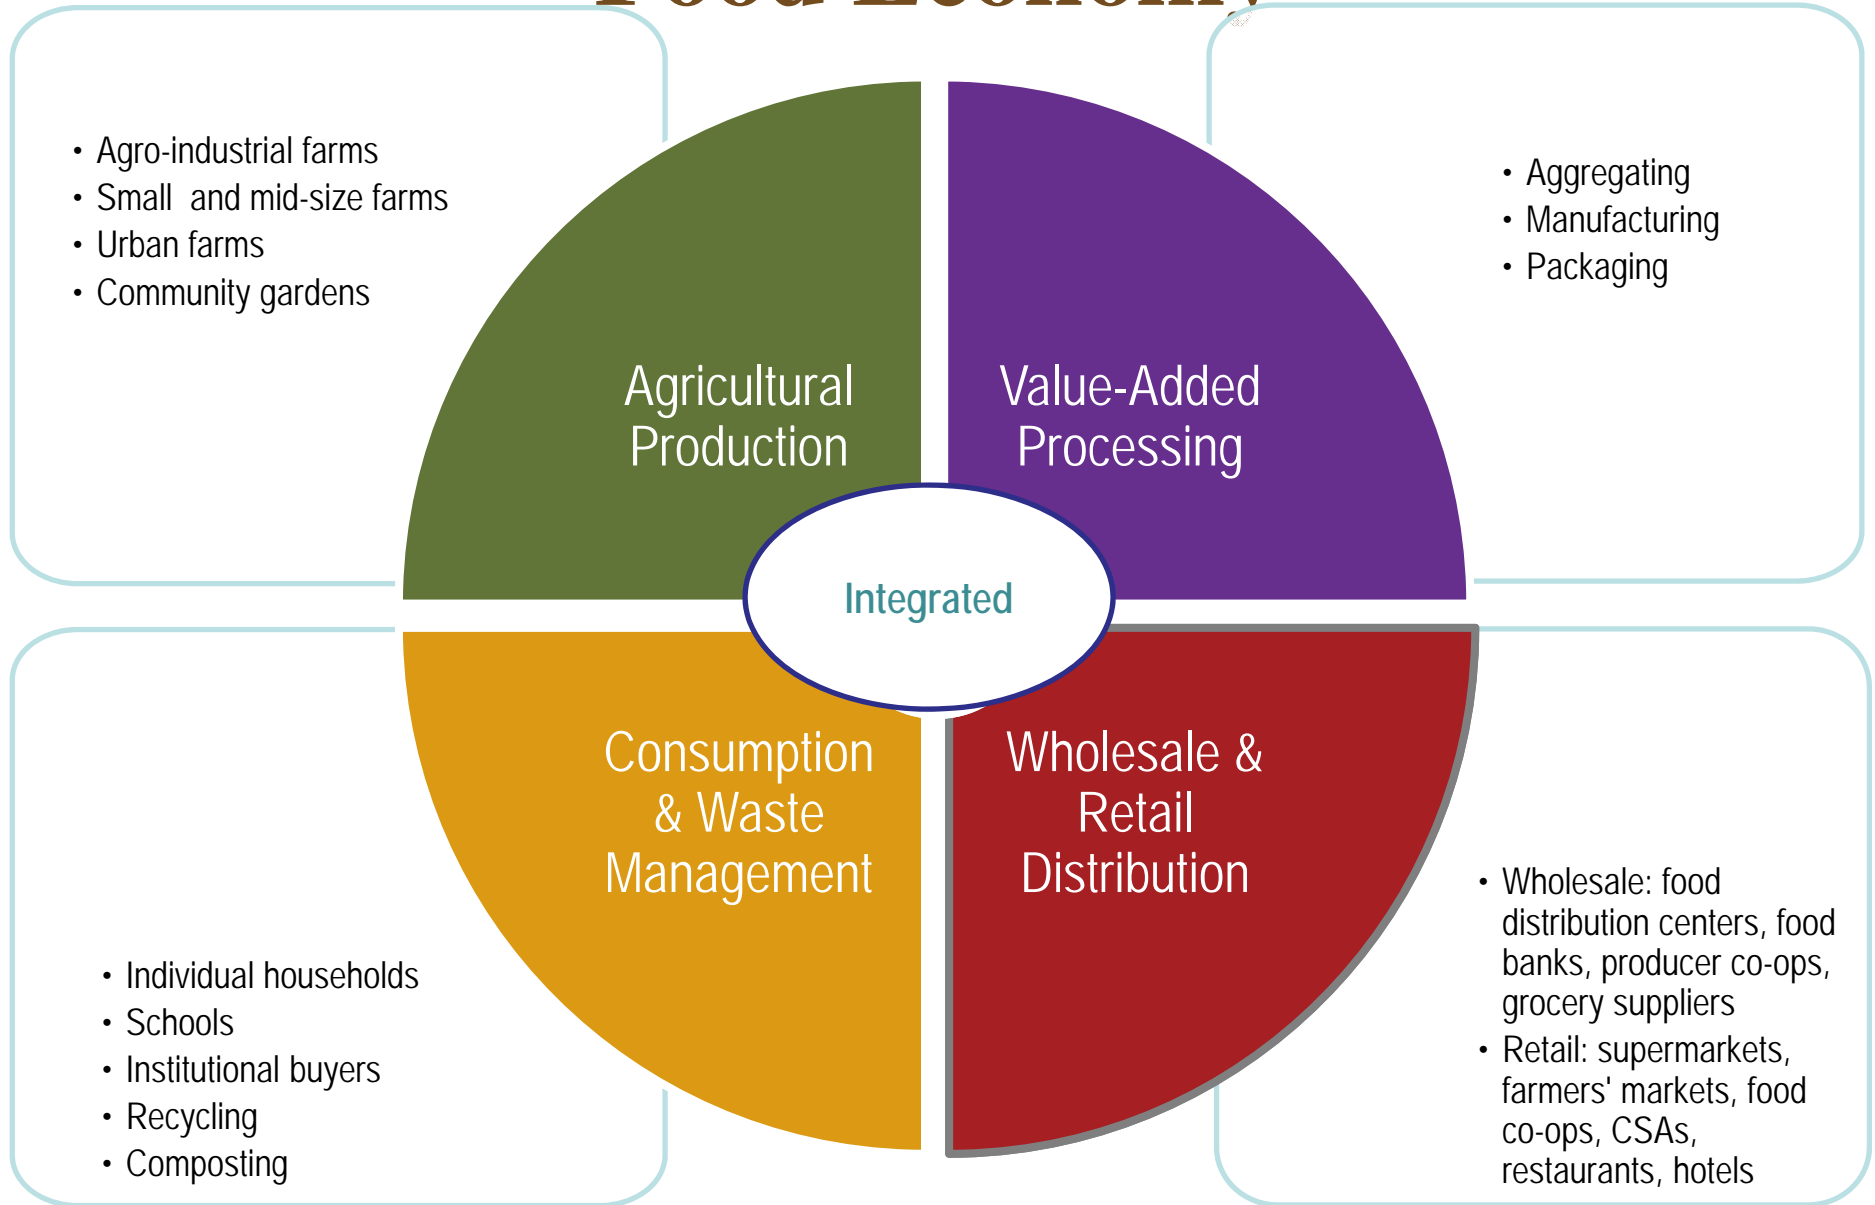 Food Economy
• Agro-industrial farms
• Small  and mid-size farms
• Urban farms
• Community gardens
• Aggregating
• Manufacturing
• Packaging
Agricultural
Production
Value-Added
Processing
Integrated
Consumption
& Waste
Management
Wholesale &
Retail
Distribution
• Individual households
• Schools
• Institutional buyers
• Recycling
• Composting
• Wholesale: food
distribution centers, food
banks, producer co-ops,
grocery suppliers
• Retail: supermarkets,
farmers' markets, food
co-ops, CSAs,
restaurants, hotels